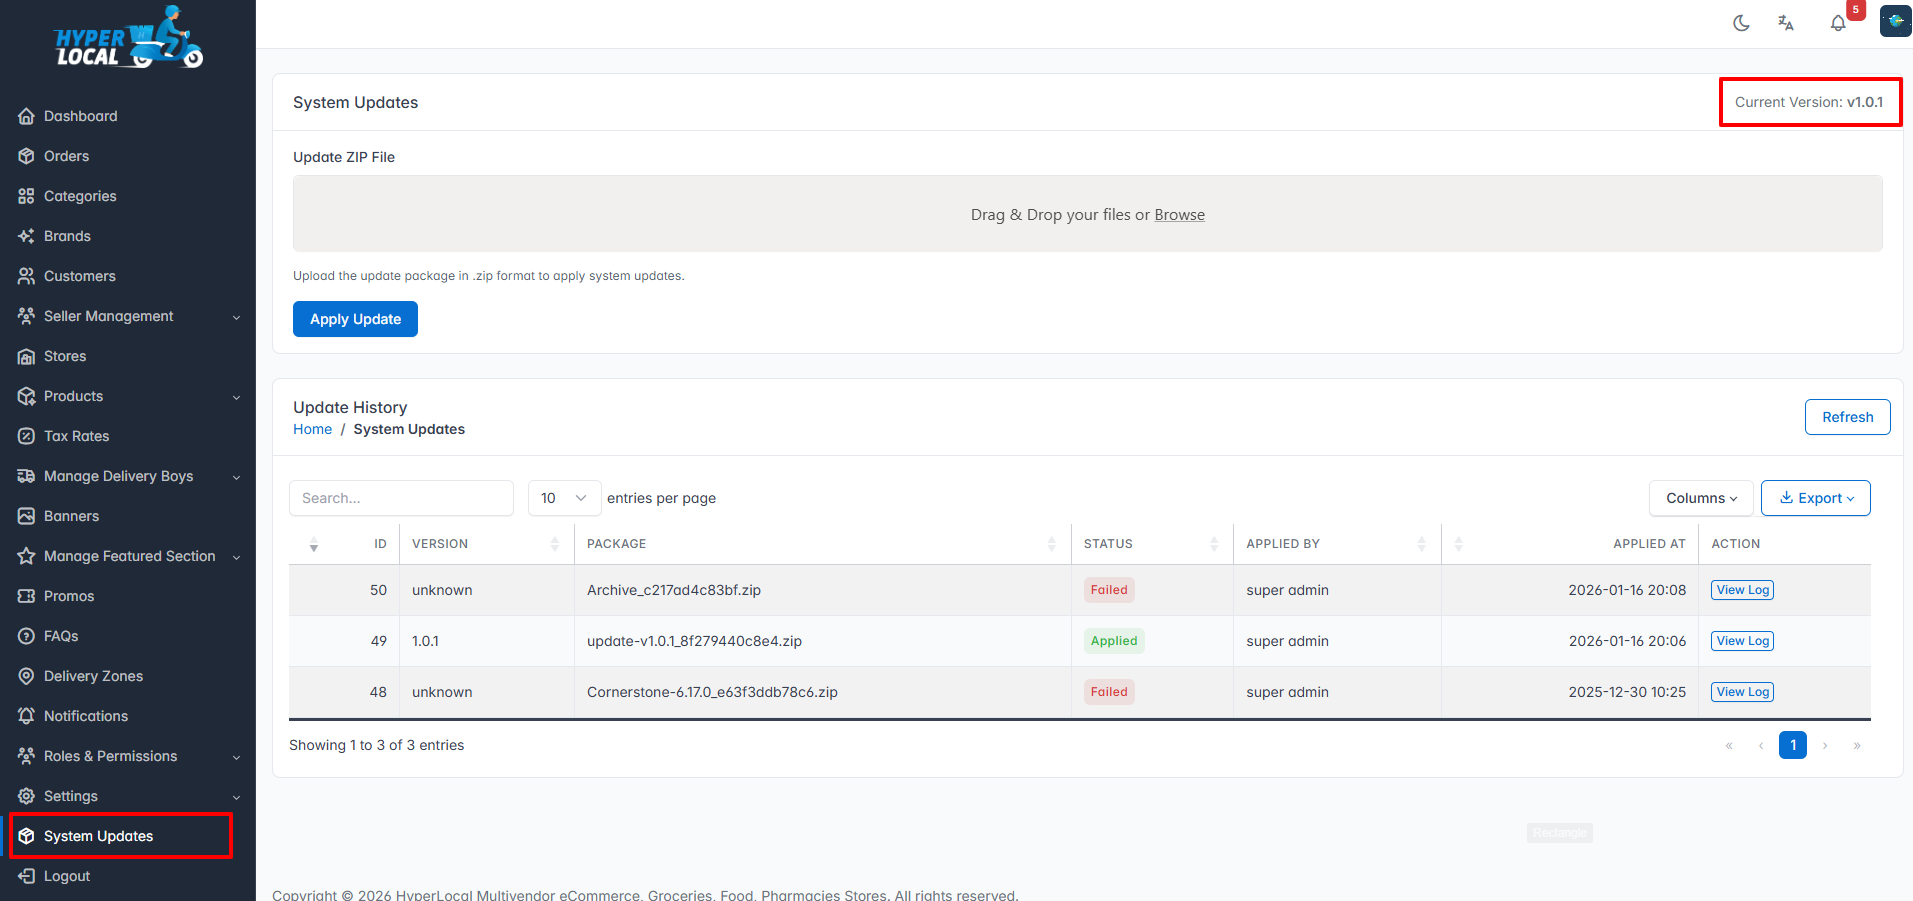 HYPER
LOCAL
Dashboard
Orders
Categories
Brands
Customers
Seller Management
Stores
Products
Tax Rates
Manage Delivery Boys
Banners
Manage Featured Section
Promos
FAQs
Delivery Zones
Notifications
Roles & Permissions
Settings
System Updates
Logout
5
System Updates
Current Version: v1.0.1
Update ZIP File
Drag & Drop your files or Browse
Upload the update package in .zip format to apply system updates.
Apply Update
Update History
Home / System Updates
Refresh
Search... 10 entries per page Columns Export
ID VERSION PACKAGE STATUS APPLIED BY APPLIED AT ACTION
50 unknown Archive_c217ad4c83bf.zip Failed super admin 2026-01-16 20:08 View Log
49 1.0.1 update-v1.0.1_8f279440c8e4.zip Applied super admin 2026-01-16 20:06 View Log
48 unknown Cornerstone-6.17.0_e63f3ddb78c6.zip Failed super admin 2025-12-30 10:25 View Log
Showing 1 to 3 of 3 entries « ‹ 1 › »
Rectangle
Copyright © 2026 HyperLocal Multivendor eCommerce, Groceries, Food, Pharmacies Stores. All rights reserved.